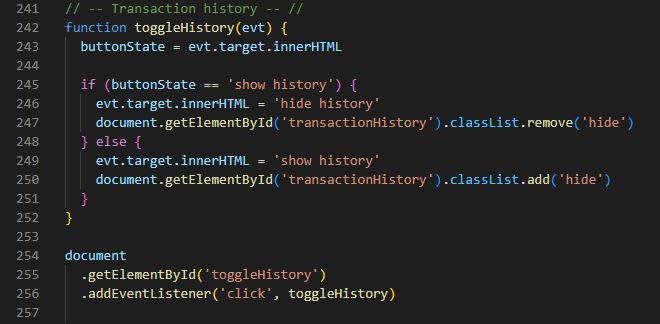 241 // -- Transaction history -- //
242 function toggleHistory(evt) {
243   buttonState = evt.target.innerHTML
244
245   if (buttonState == 'show history') {
246     evt.target.innerHTML = 'hide history'
247     document.getElementById('transactionHistory').classList.remove('hide')
248   } else {
249     evt.target.innerHTML = 'show history'
250     document.getElementById('transactionHistory').classList.add('hide')
251   }
252 }
253
254 document
255   .getElementById('toggleHistory')
256   .addEventListener('click', toggleHistory)
257